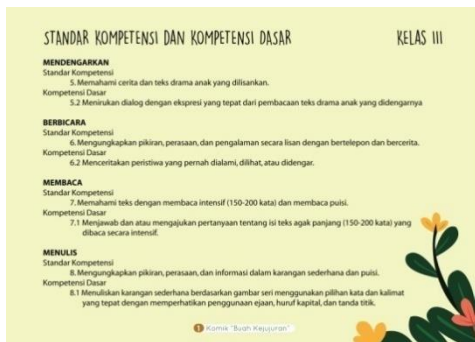 STANDAR KOMPETENSI DAN KOMPETENSI DASAR
KELAS III
MENDENGARKAN
Standar Kompetensi
5. Memahami cerita dan teks drama anak yang dilisankan.
Kompetensi Dasar
5.2 Menirukan dialog dengan ekspresi yang tepat dari pembacaan teks drama anak yang didengarnya
BERBICARA
Standar Kompetensi
6. Mengungkapkan pikiran, perasaan, dan pengalaman secara lisan dengan bertelepon dan bercerita.
Kompetensi Dasar
6.2 Menceritakan peristiwa yang pernah dialami, dilihat, atau didengar.
MEMBACA
Standar Kompetensi
7. Memahami teks dengan membaca intensif (150-200 kata) dan membaca puisi.
Kompetensi Dasar
7.1 Menjawab dan atau mengajukan pertanyaan tentang isi teks agak panjang (150-200 kata) yang
dibaca secara intensif.
MENULIS
Standar Kompetensi
8. Mengungkapkan pikiran, perasaan, dan informasi dalam karangan sederhana dan puisi.
Kompetensi Dasar
8.1 Menuliskan karangan sederhana berdasarkan gambar seri menggunakan pilihan kata dan kalimat
yang tepat dengan memperhatikan penggunaan ejaan, huruf kapital, dan tanda titik.
1 Komik "Buah Kejujuran"